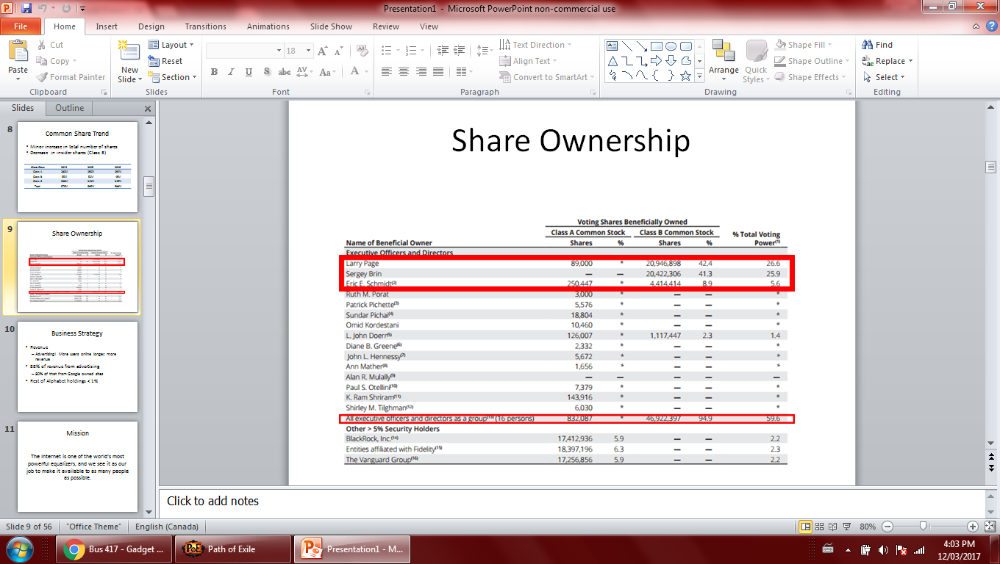 Presentation1 - Microsoft PowerPoint non-commercial use
File Home Insert Design Transitions Animations Slide Show Review View
Paste
Cut
Copy
Format Painter
Clipboard
New Slide
Layout
Reset
Section
Slides
18
B I U S abc AV Aa A
Font
Text Direction
Align Text
Convert to SmartArt
Paragraph
Arrange
Quick Styles
Shape Fill
Shape Outline
Shape Effects
Drawing
Find
Replace
Select
Editing
Slides Outline
8
Common Share Trend
• Minor increase in total number of shares
• Decrease in insider shares (Class B)
9
Share Ownership
10
Business Strategy
• Revenue
– Advertising! More users online longer, more
revenue
• 88% of revenue from advertising
– 80% of that from Google owned sites
• Rest of Alphabet holdings < 1%
11
Mission
The Internet is one of the world's most
powerful equalizers, and we see it as our
job to make it available to as many people
as possible.
Share Ownership
Voting Shares Beneficially Owned
Class A Common Stock Class B Common Stock % Total Voting
Name of Beneficial Owner Shares % Shares % Power(1)
Executive Officers and Directors
Larry Page 89,000 * 20,946,898 42.4 26.6
Sergey Brin — — 20,422,306 41.3 25.9
Eric E. Schmidt(2) 250,447 * 4,414,414 8.9 5.6
Ruth M. Porat 3,000 * — — *
Patrick Pichette(3) 5,576 * — — *
Sundar Pichai(4) 18,804 * — — *
Omid Kordestani 10,460 * — — *
L. John Doerr(5) 126,007 * 1,117,447 2.3 1.4
Diane B. Greene(6) 2,332 * — — *
John L. Hennessy(7) 5,672 * — — *
Ann Mather(8) 1,656 * — — *
Alan R. Mulally(9) — — — — —
Paul S. Otellini(10) 7,379 * — — *
K. Ram Shriram(11) 143,916 * — — *
Shirley M. Tilghman(12) 6,030 * — — *
All executive officers and directors as a group(13) (16 persons) 832,087 * 46,922,397 94.9 59.6
Other > 5% Security Holders
BlackRock, Inc.(14) 17,412,936 5.9 — — 2.2
Entities affiliated with Fidelity(15) 18,397,196 6.3 — — 2.3
The Vanguard Group(16) 17,256,856 5.9 — — 2.2
Click to add notes
Slide 9 of 56 "Office Theme" English (Canada) 80%
Bus 417 - Gadget ... Path of Exile Presentation1 - M...
4:03 PM
12/03/2017